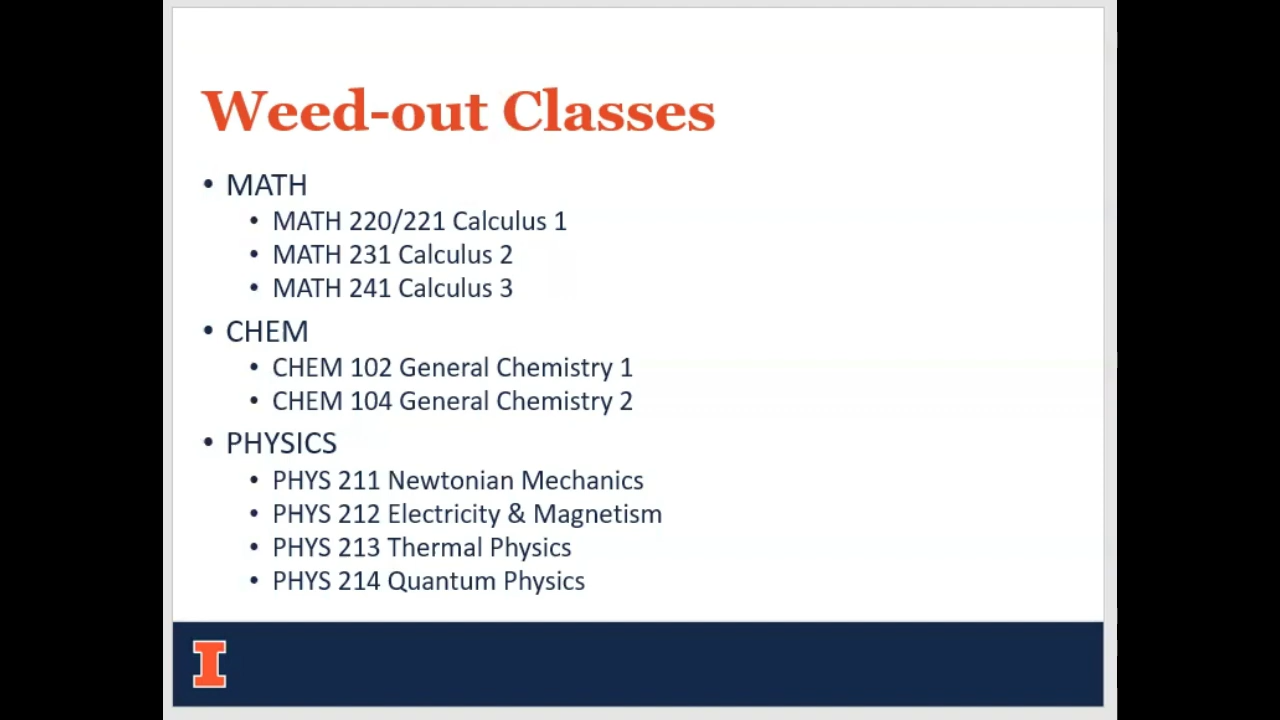 Weed-out Classes
• MATH
• MATH 220/221 Calculus 1
• MATH 231 Calculus 2
• MATH 241 Calculus 3
• CHEM
• CHEM 102 General Chemistry 1
• CHEM 104 General Chemistry 2
• PHYSICS
• PHYS 211 Newtonian Mechanics
• PHYS 212 Electricity & Magnetism
• PHYS 213 Thermal Physics
• PHYS 214 Quantum Physics
I